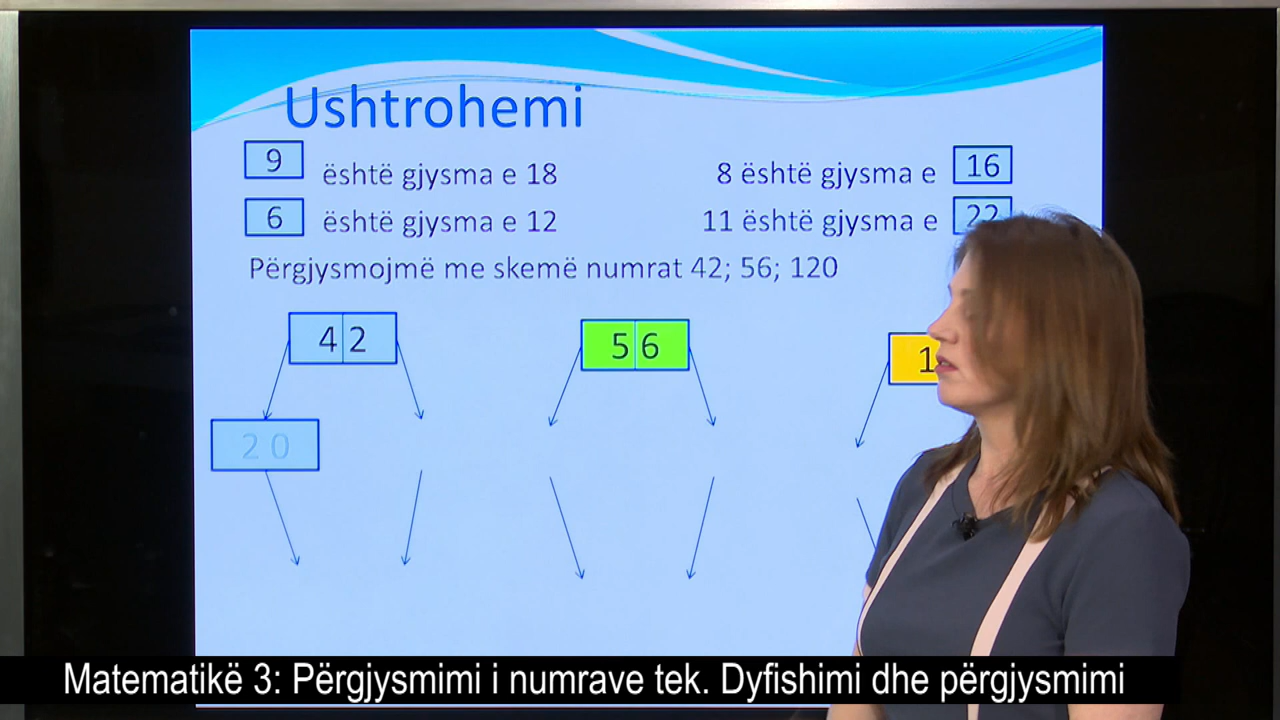 Ushtrohemi
9 është gjysma e 18
8 është gjysma e 16
6 është gjysma e 12
11 është gjysma e 22
Përgjysmojmë me skemë numrat 42; 56; 120
42
56
1
20
Matematikë 3: Përgjysmimi i numrave tek. Dyfishimi dhe përgjysmimi